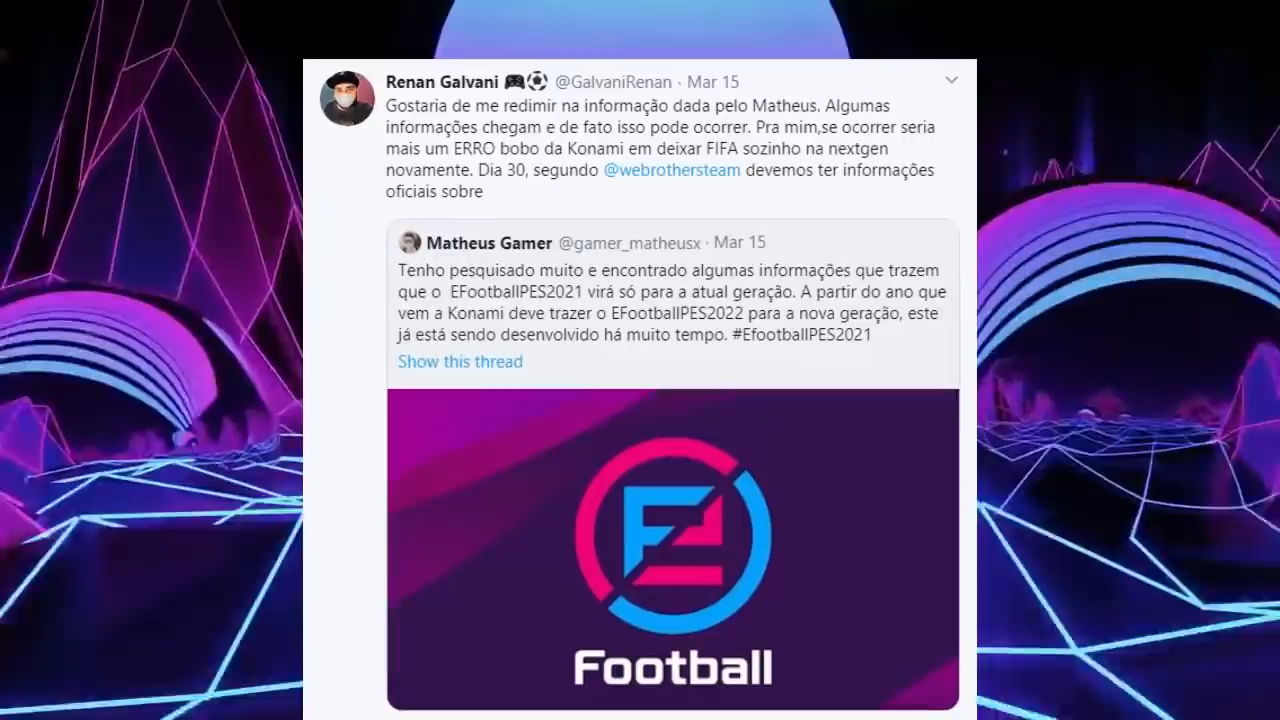 Renan Galvani 🎮⚽ @GalvaniRenan · Mar 15
Gostaria de me redimir na informação dada pelo Matheus. Algumas
informações chegam e de fato isso pode ocorrer. Pra mim,se ocorrer seria
mais um ERRO bobo da Konami em deixar FIFA sozinho na nextgen
novamente. Dia 30, segundo @webrothersteam devemos ter informações
oficiais sobre
Matheus Gamer @gamer_matheusx · Mar 15
Tenho pesquisado muito e encontrado algumas informações que trazem
que o  EFootballPES2021 virá só para a atual geração. A partir do ano que
vem a Konami deve trazer o EFootballPES2022 para a nova geração, este
já está sendo desenvolvido há muito tempo. #EfootballPES2021
Show this thread
Football